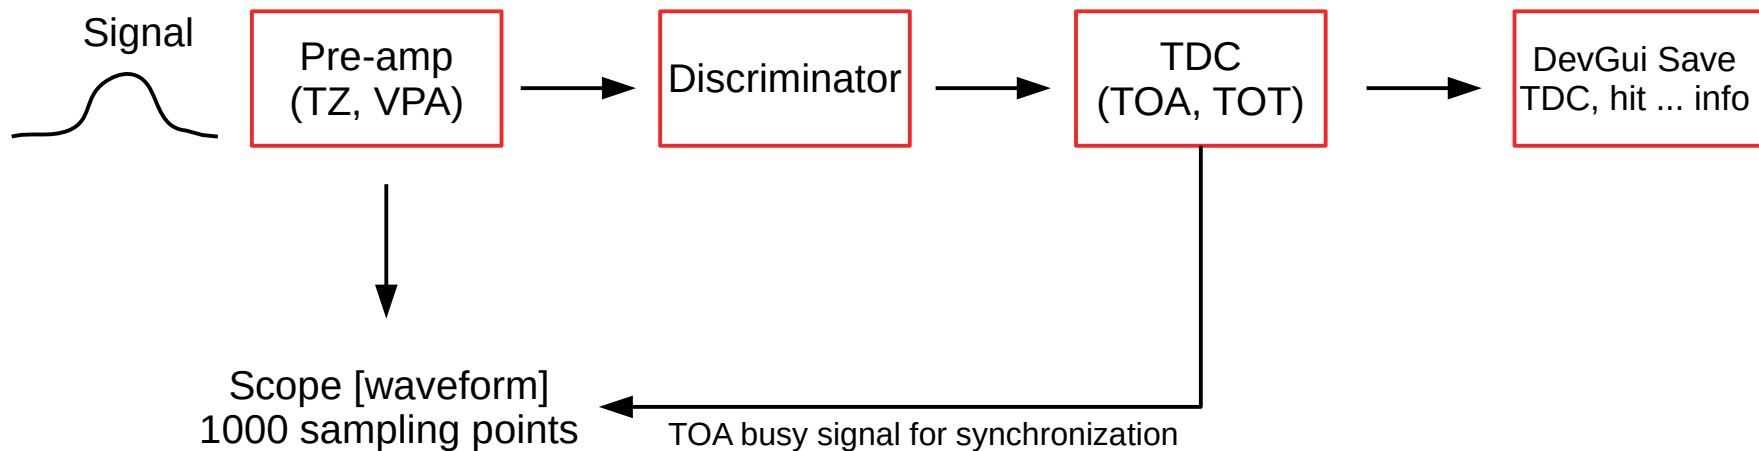 Signal
Pre-amp
(TZ, VPA)
Discriminator
TDC
(TOA, TOT)
DevGui Save
TDC, hit ... info
Scope [waveform]
1000 sampling points
TOA busy signal for synchronization